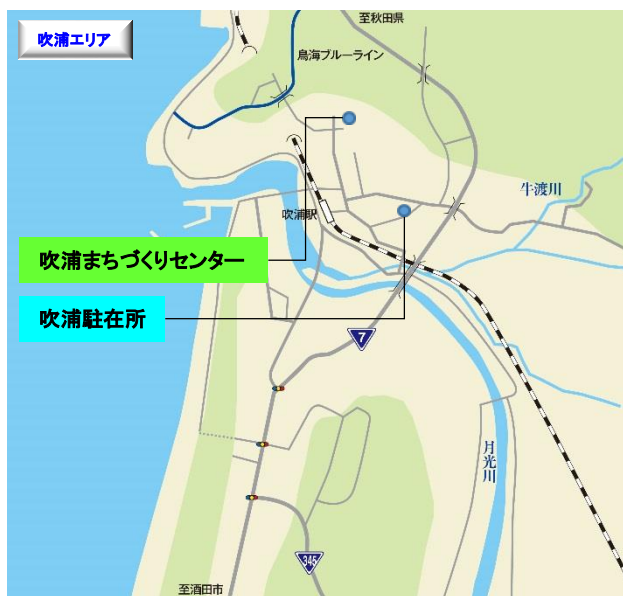 至秋田県
吹浦エリア
鳥海ブルーライン
牛渡川
吹浦駅
吹浦まちづくりセンター
吹浦駐在所
7
月光川
345
至酒田市